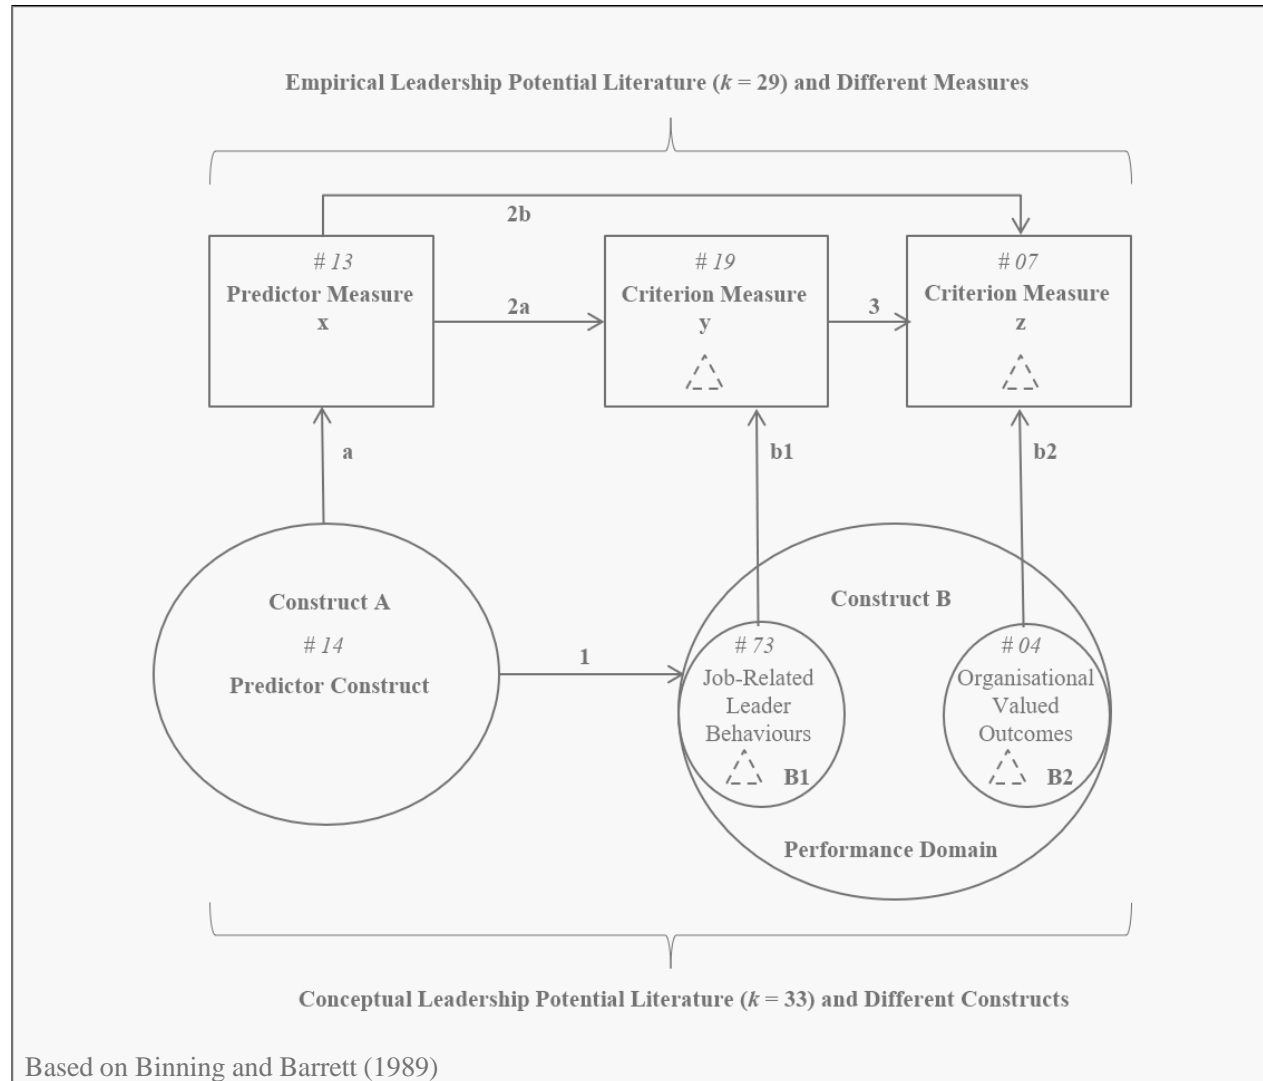 Empirical Leadership Potential Literature (k = 29) and Different Measures
2b
# 13
Predictor Measure
x
2a
# 19
Criterion Measure
y
3
# 07
Criterion Measure
z
a
b1
b2
Construct A
# 14
Predictor Construct
1
Construct B
# 73
Job-Related
Leader
Behaviours
B1
# 04
Organisational
Valued
Outcomes
B2
Performance Domain
Conceptual Leadership Potential Literature (k = 33) and Different Constructs
Based on Binning and Barrett (1989)